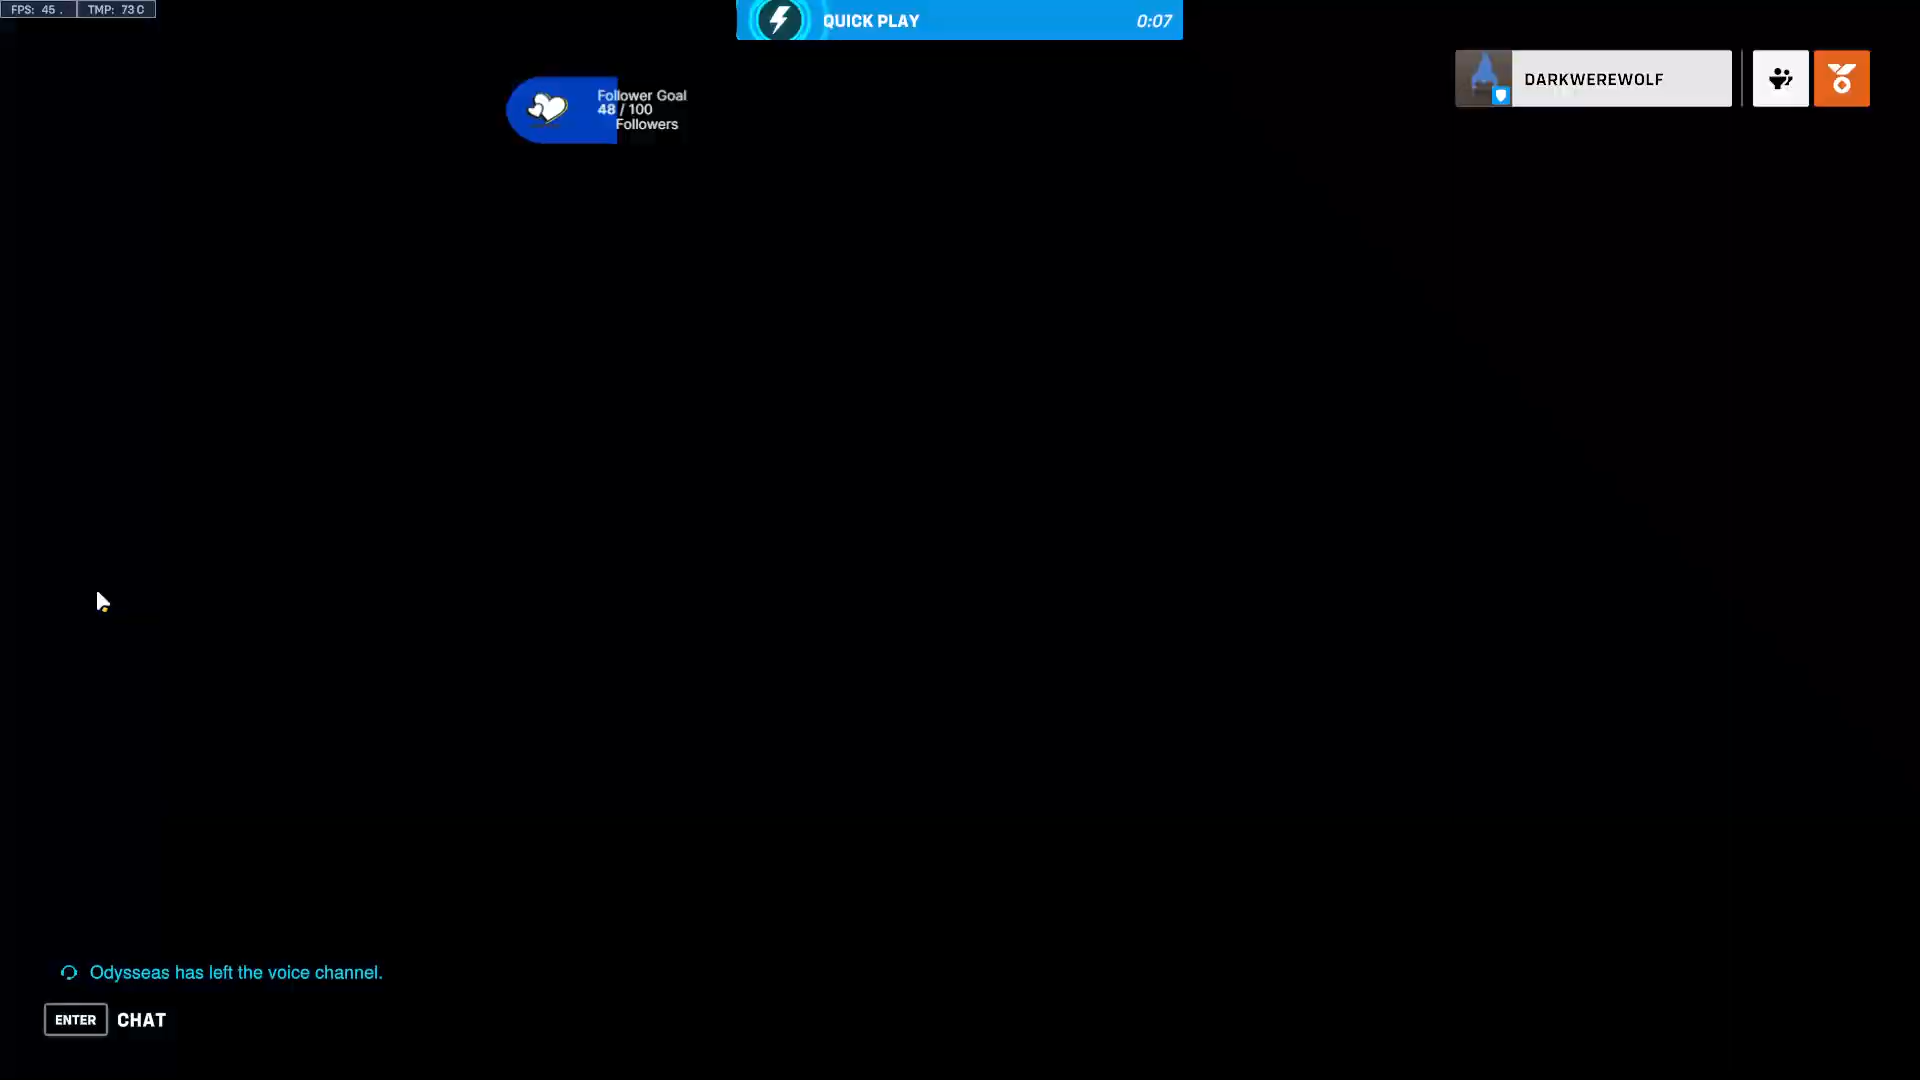 FPS: 45 .
TMP: 73 C
QUICK PLAY
0:07
DARKWEREWOLF
Follower Goal
48 / 100
Followers
Odysseas has left the voice channel.
ENTER
CHAT